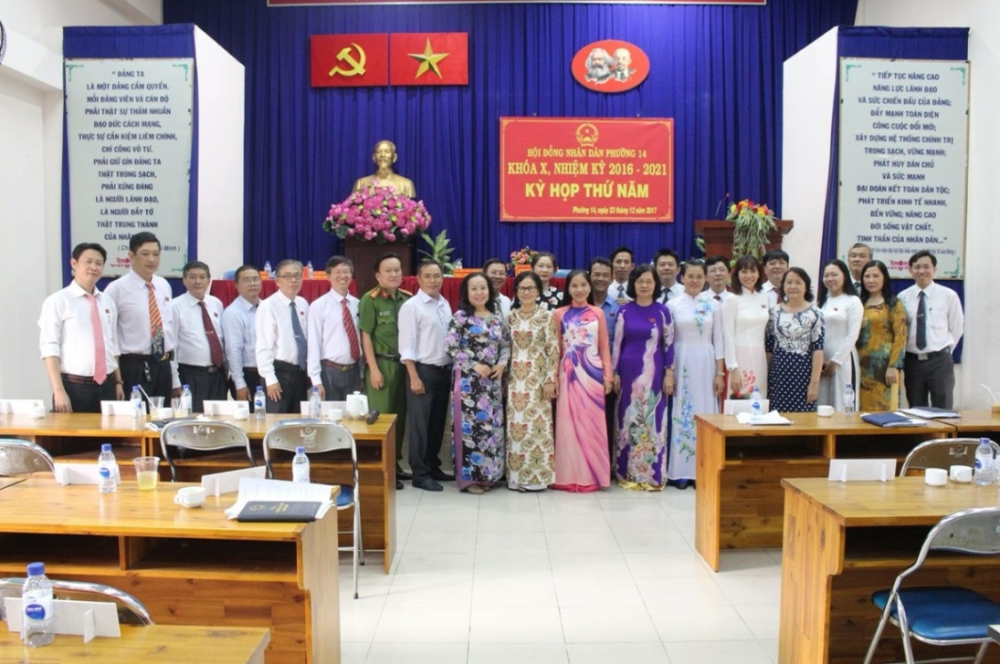 " ĐẢNG TA
LÀ MỘT ĐẢNG CẦM QUYỀN.
MỖI ĐẢNG VIÊN VÀ CÁN BỘ
PHẢI THẬT SỰ THẤM NHUẦN
ĐẠO ĐỨC CÁCH MẠNG,
THỰC SỰ CẦN KIỆM LIÊM CHÍNH,
CHÍ CÔNG VÔ TƯ.
PHẢI GIỮ GÌN ĐẢNG TA
THẬT TRONG SẠCH,
PHẢI XỨNG ĐÁNG
LÀ NGƯỜI LÃNH ĐẠO,
LÀ NGƯỜI ĐẦY TỚ
THẬT TRUNG THÀNH
CỦA NHÂN
HỘI ĐỒNG NHÂN DÂN PHƯỜNG 14
KHÓA X, NHIỆM KỲ 2016 - 2021
KỲ HỌP THỨ NĂM
Phường 14, ngày 23 tháng 12 năm 2017
" TIẾP TỤC NÂNG CAO
NĂNG LỰC LÃNH ĐẠO
VÀ SỨC CHIẾN ĐẤU CỦA ĐẢNG;
ĐẨY MẠNH TOÀN DIỆN
CÔNG CUỘC ĐỔI MỚI;
XÂY DỰNG HỆ THỐNG CHÍNH TRỊ
TRONG SẠCH, VỮNG MẠNH;
PHÁT HUY DÂN CHỦ
VÀ SỨC MẠNH
ĐẠI ĐOÀN KẾT TOÀN DÂN TỘC;
PHÁT TRIỂN KINH TẾ NHANH,
BỀN VỮNG; NÂNG CAO
ĐỜI SỐNG VẬT CHẤT,
TINH THẦN CỦA NHÂN DÂN..."